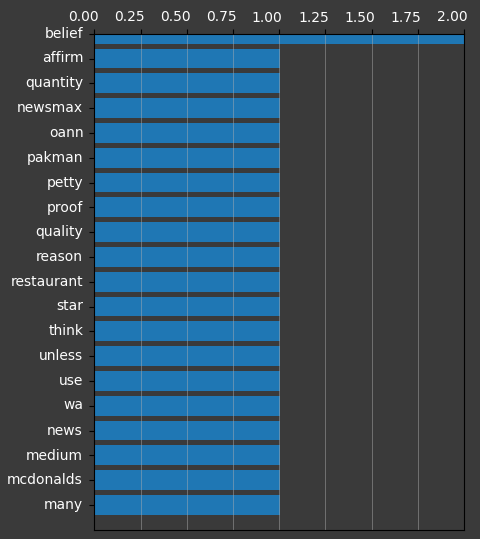 0.00 0.25 0.50 0.75 1.00 1.25 1.50 1.75 2.00
belief
affirm
quantity
newsmax
oann
pakman
petty
proof
quality
reason
restaurant
star
think
unless
use
wa
news
medium
mcdonalds
many